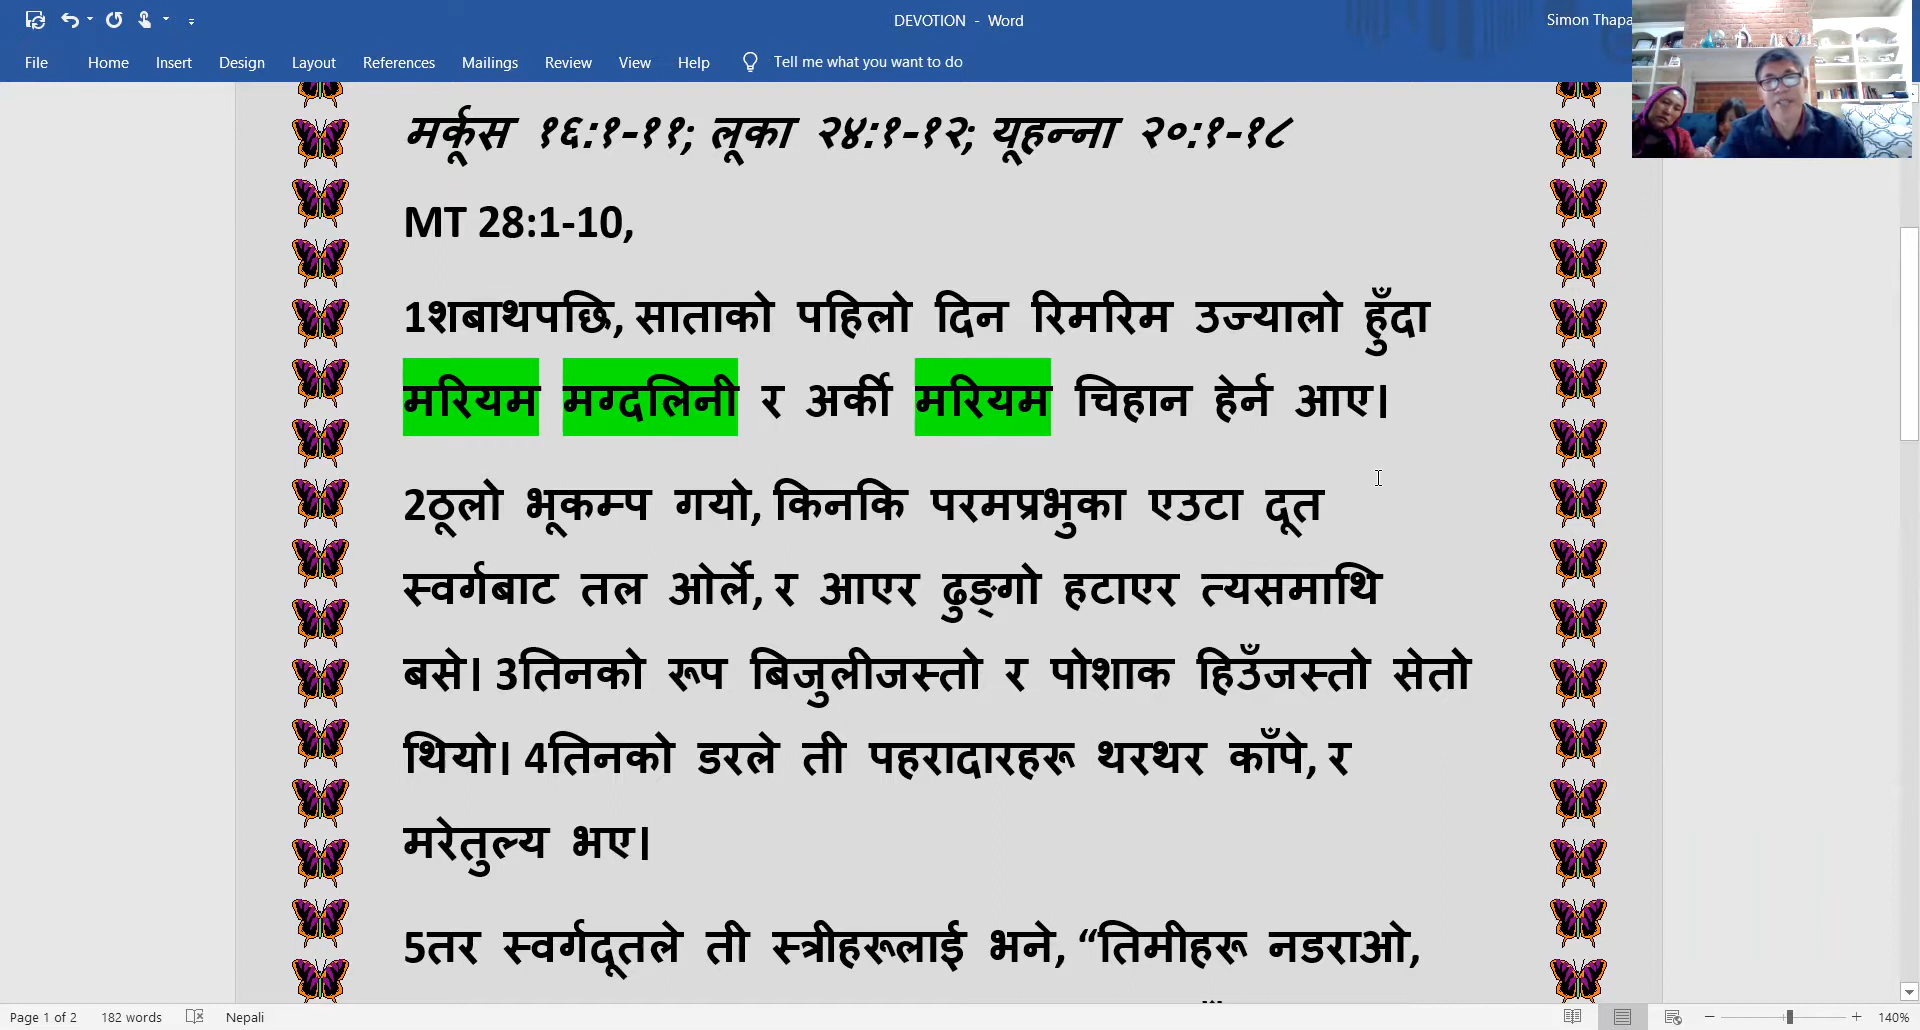 DEVOTION - Word
Simon Thapa
File Home Insert Design Layout References Mailings Review View Help Tell me what you want to do
मर्कूस १६:१-११; लूका २४:१-१२; यूहन्ना २०:१-१८
MT 28:1-10,
1शबाथपछि, साताको पहिलो दिन रिमरिम उज्यालो हुँदा
मरियम मग्दलिनी र अर्की मरियम चिहान हेर्न आए।
2ठूलो भूकम्प गयो, किनकि परमप्रभुका एउटा दूत
स्वर्गबाट तल ओर्ले, र आएर ढुङ्गो हटाएर त्यसमाथि
बसे। 3तिनको रूप बिजुलीजस्तो र पोशाक हिउँजस्तो सेतो
थियो। 4तिनको डरले ती पहरादारहरू थरथर काँपे, र
मरेतुल्य भए।
5तर स्वर्गदूतले ती स्त्रीहरूलाई भने, “तिमीहरू नडराओ,
Page 1 of 2 182 words Nepali 140%